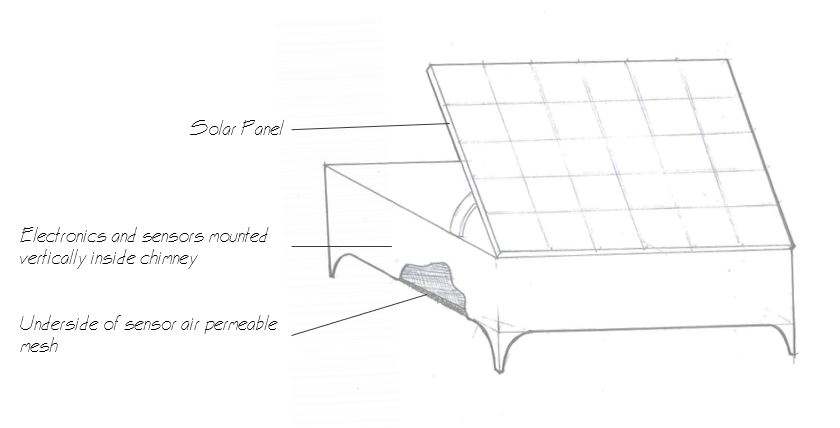 Solar Panel
Electronics and sensors mounted
vertically inside chimney
Underside of sensor air permeable
mesh